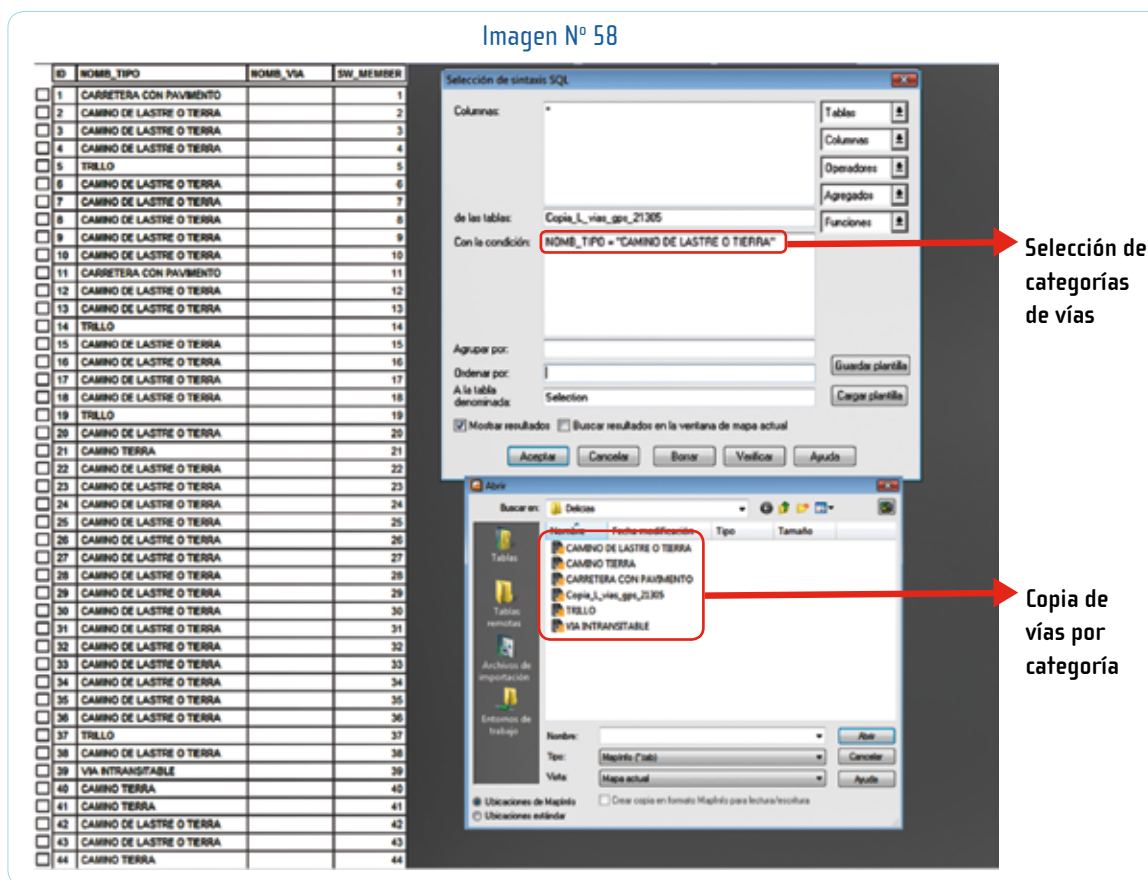 Imagen Nº 58
ID NOMB_TIPO NOMB_VIA SW_MEMBER
1 CARRETERA CON PAVIMENTO 1
2 CAMINO DE LASTRE O TIERRA 2
3 CAMINO DE LASTRE O TIERRA 3
4 CAMINO DE LASTRE O TIERRA 4
5 TRILLO 5
6 CAMINO DE LASTRE O TIERRA 6
7 CAMINO DE LASTRE O TIERRA 7
8 CAMINO DE LASTRE O TIERRA 8
9 CAMINO DE LASTRE O TIERRA 9
10 CAMINO DE LASTRE O TIERRA 10
11 CARRETERA CON PAVIMENTO 11
12 CAMINO DE LASTRE O TIERRA 12
13 CAMINO DE LASTRE O TIERRA 13
14 TRILLO 14
15 CAMINO DE LASTRE O TIERRA 15
16 CAMINO DE LASTRE O TIERRA 16
17 CAMINO DE LASTRE O TIERRA 17
18 CAMINO DE LASTRE O TIERRA 18
19 TRILLO 19
20 CAMINO DE LASTRE O TIERRA 20
21 CAMINO TIERRA 21
22 CAMINO DE LASTRE O TIERRA 22
23 CAMINO DE LASTRE O TIERRA 23
24 CAMINO DE LASTRE O TIERRA 24
25 CAMINO DE LASTRE O TIERRA 25
26 CAMINO DE LASTRE O TIERRA 26
27 CAMINO DE LASTRE O TIERRA 27
28 CAMINO DE LASTRE O TIERRA 28
29 CAMINO DE LASTRE O TIERRA 29
30 CAMINO DE LASTRE O TIERRA 30
31 CAMINO DE LASTRE O TIERRA 31
32 CAMINO DE LASTRE O TIERRA 32
33 CAMINO DE LASTRE O TIERRA 33
34 CAMINO DE LASTRE O TIERRA 34
35 CAMINO DE LASTRE O TIERRA 35
36 CAMINO DE LASTRE O TIERRA 36
37 TRILLO 37
38 CAMINO DE LASTRE O TIERRA 38
39 VIA INTRANSITABLE 39
40 CAMINO TIERRA 40
41 CAMINO TIERRA 41
42 CAMINO DE LASTRE O TIERRA 42
43 CAMINO DE LASTRE O TIERRA 43
44 CAMINO TIERRA 44
Selección de sintaxis SQL
Columnas: *
Tablas
Columnas
Operadores
Agregados
Funciones
de las tablas: Copia_L_vias_gps_21305
Con la condición: NOMB_TIPO = "CAMINO DE LASTRE O TIERRA"
Agrupar por:
Ordenar por:
A la tabla denominada: Selection
Guardar plantilla
Cargar plantilla
Mostrar resultados Buscar resultados en la ventana de mapa actual
Aceptar Cancelar Borrar Verificar Ayuda
Abrir
Buscar en: Delicias
Nombre Fecha modificación Tipo Tamaño
CAMINO DE LASTRE O TIERRA
CAMINO TIERRA
CARRETERA CON PAVIMENTO
Copia_L_vias_gps_21305
TRILLO
VIA INTRANSITABLE
Tablas
Tablas remotas
Archivos de importación
Entornos de trabajo
Nombre: Abrir
Tipo: MapInfo (*.tab) Cancelar
Vista: Mapa actual Ayuda
Ubicaciones de MapInfo Crear copia en formato MapInfo para lectura/escritura
Ubicaciones estándar
Selección de
categorías
de vías
Copia de
vías por
categoría